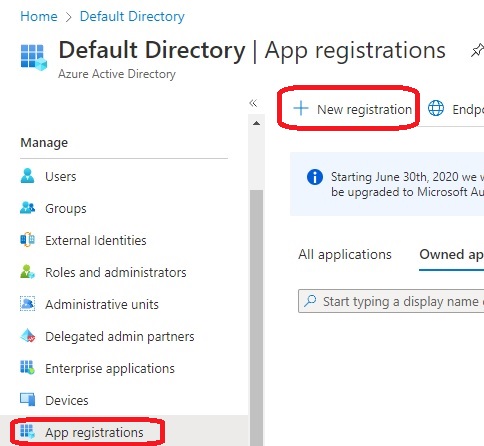 Home > Default Directory >
Default Directory | App registrations
Azure Active Directory
«
+ New registration
Endpo
Manage
Users
Groups
External Identities
Roles and administrators
Administrative units
Delegated admin partners
Enterprise applications
Devices
App registrations
Starting June 30th, 2020 we w
be upgraded to Microsoft Au
All applications
Owned ap
Start typing a display name o